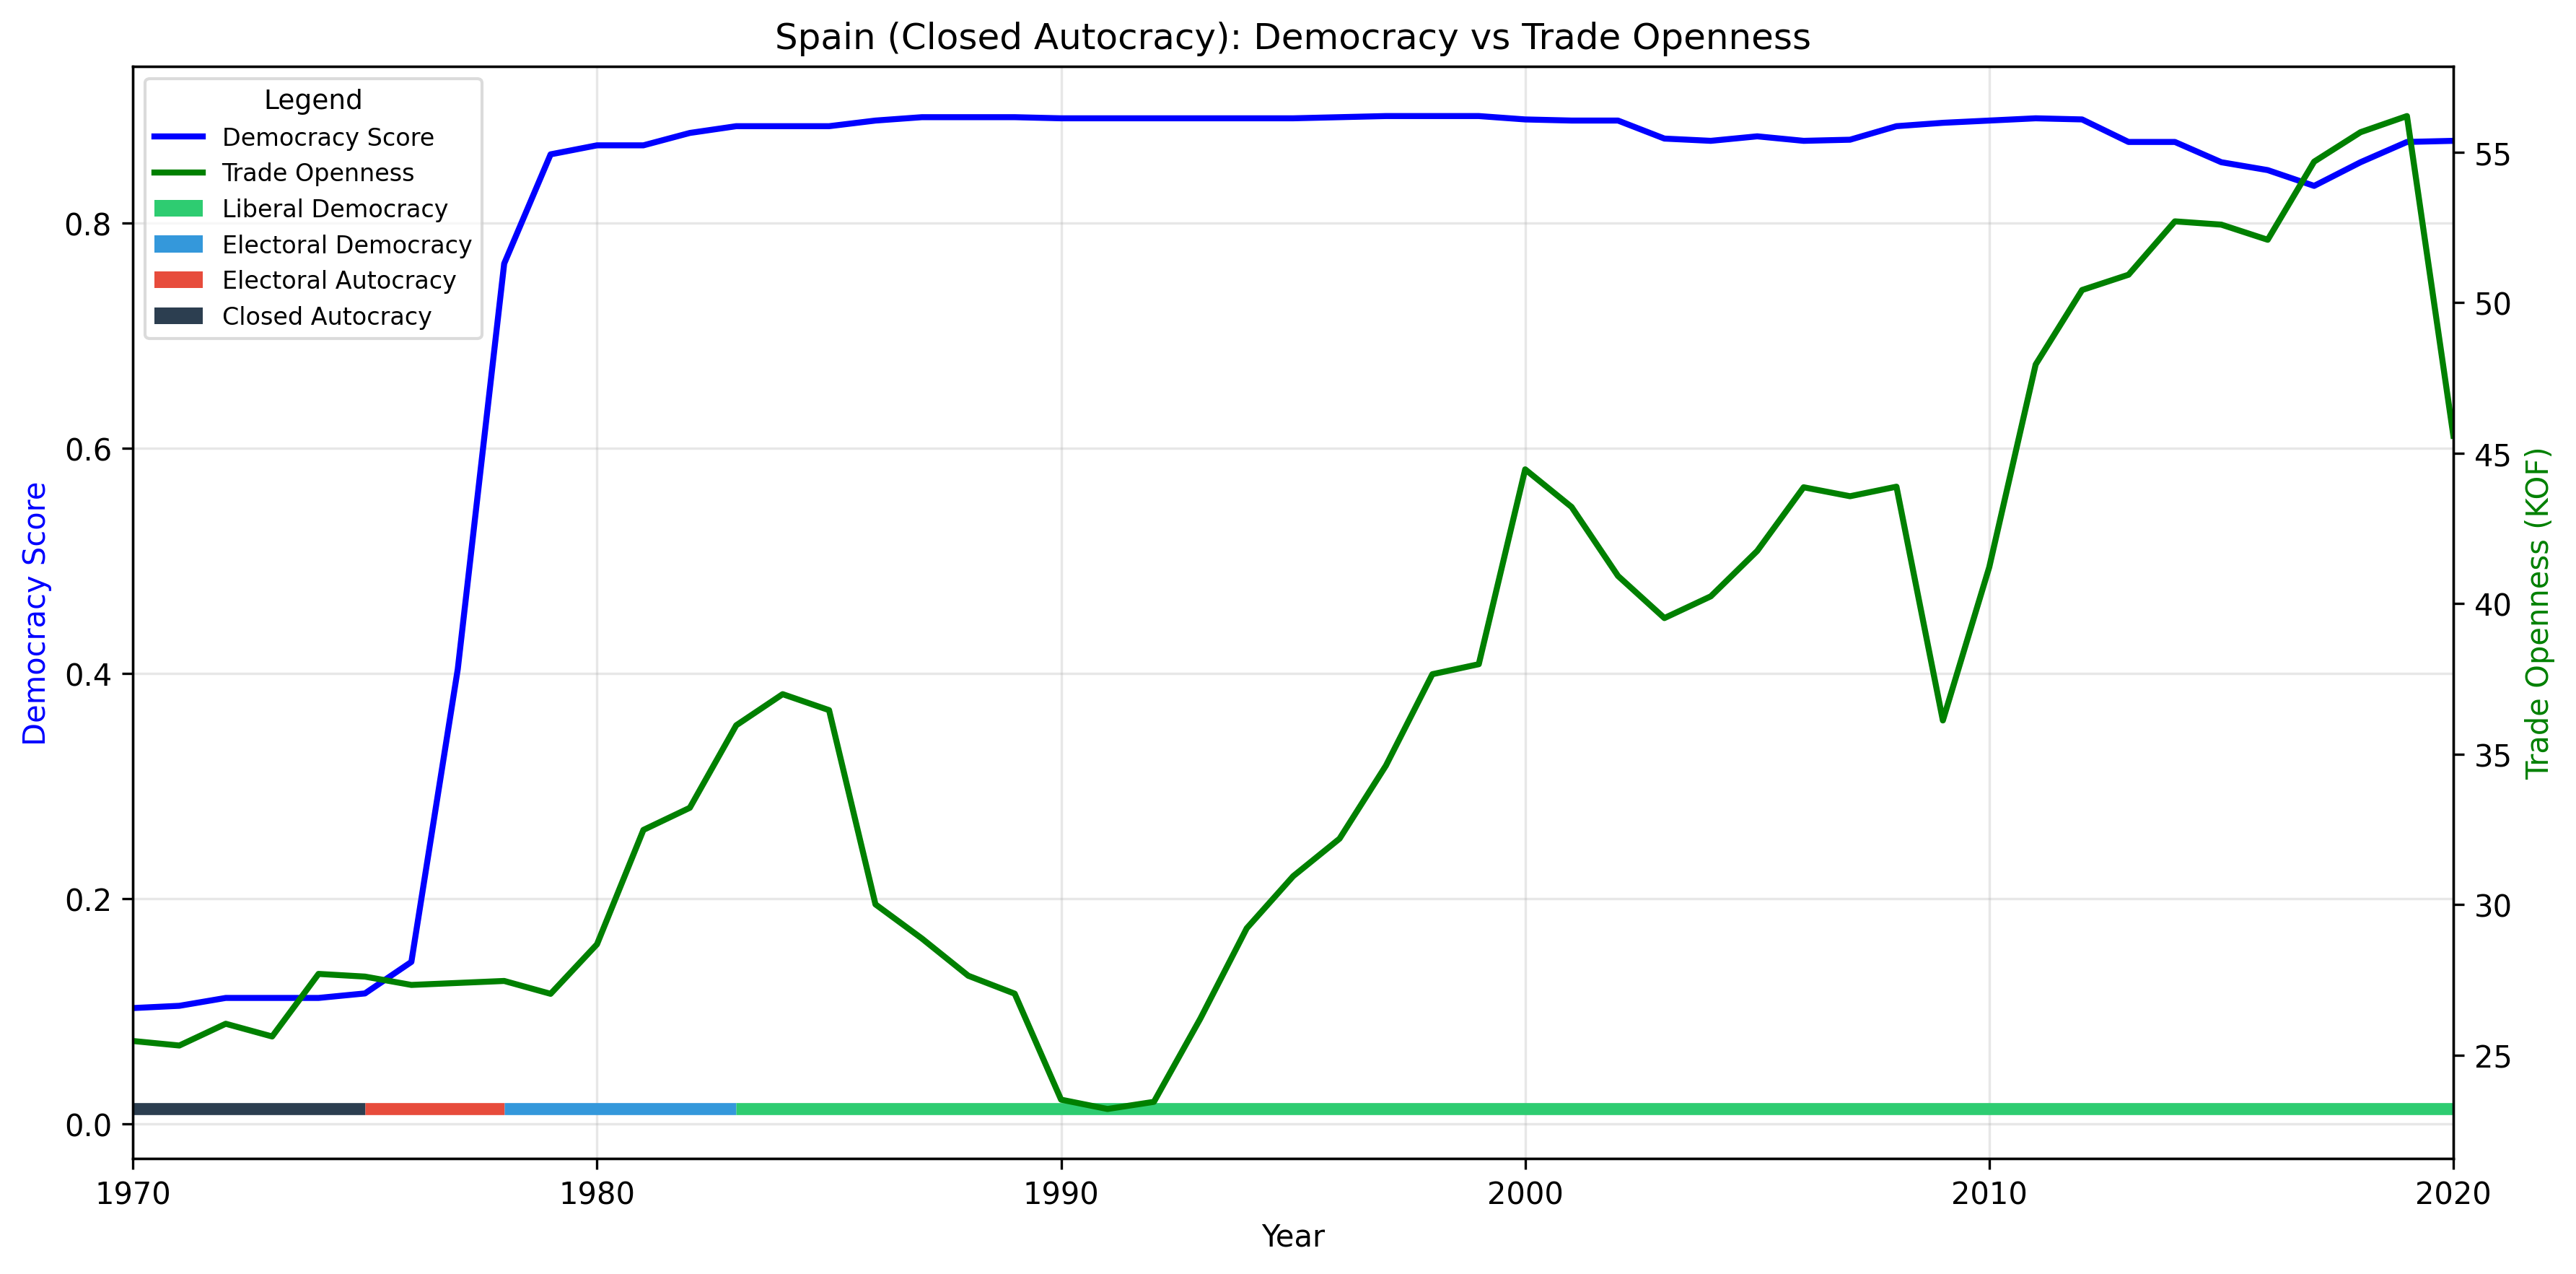 Spain (Closed Autocracy): Democracy vs Trade Openness
Legend
Democracy Score
Trade Openness
Liberal Democracy
Electoral Democracy
Electoral Autocracy
Closed Autocracy
Democracy Score
0.8
0.6
0.4
0.2
0.0
55
50
45
40
35
30
25
Trade Openness (KOF)
1970 1980 1990 2000 2010 2020
Year